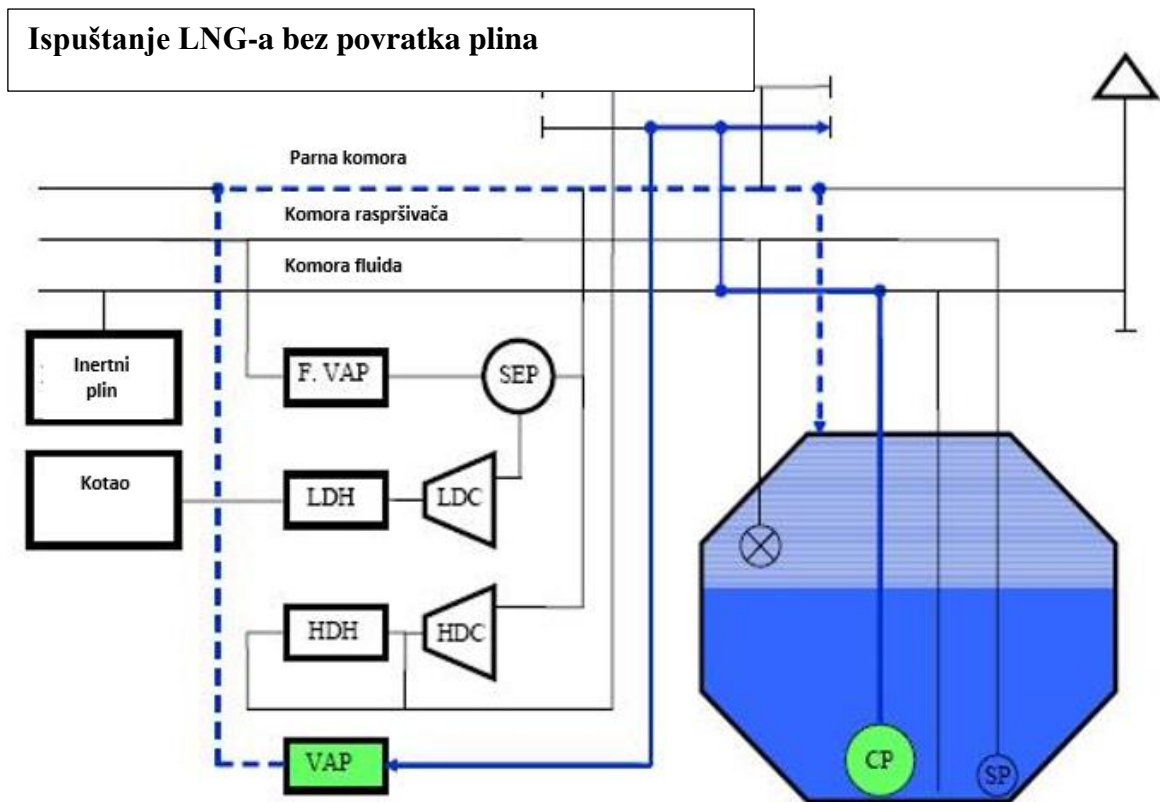 Ispuštanje LNG-a bez povratka plina
Parna komora
Komora raspršivača
Komora fluida
Inertni
plin
F. VAP
SEP
Kotao
LDH
LDC
HDH
HDC
VAP
CP
SP